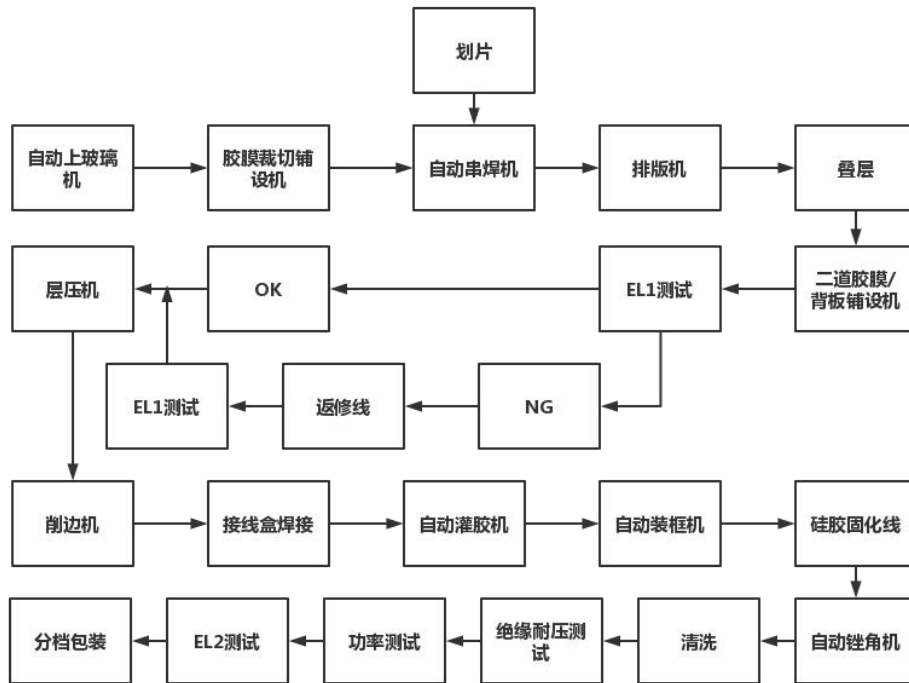 划片
自动上玻璃
机
胶膜裁切铺
设机
自动串焊机
排版机
叠层
层压机
OK
EL1测试
二道胶膜/
背板铺设机
EL1测试
返修线
NG
削边机
接线盒焊接
自动灌胶机
自动装框机
硅胶固化线
分档包装
EL2测试
功率测试
绝缘耐压测
试
清洗
自动锉角机